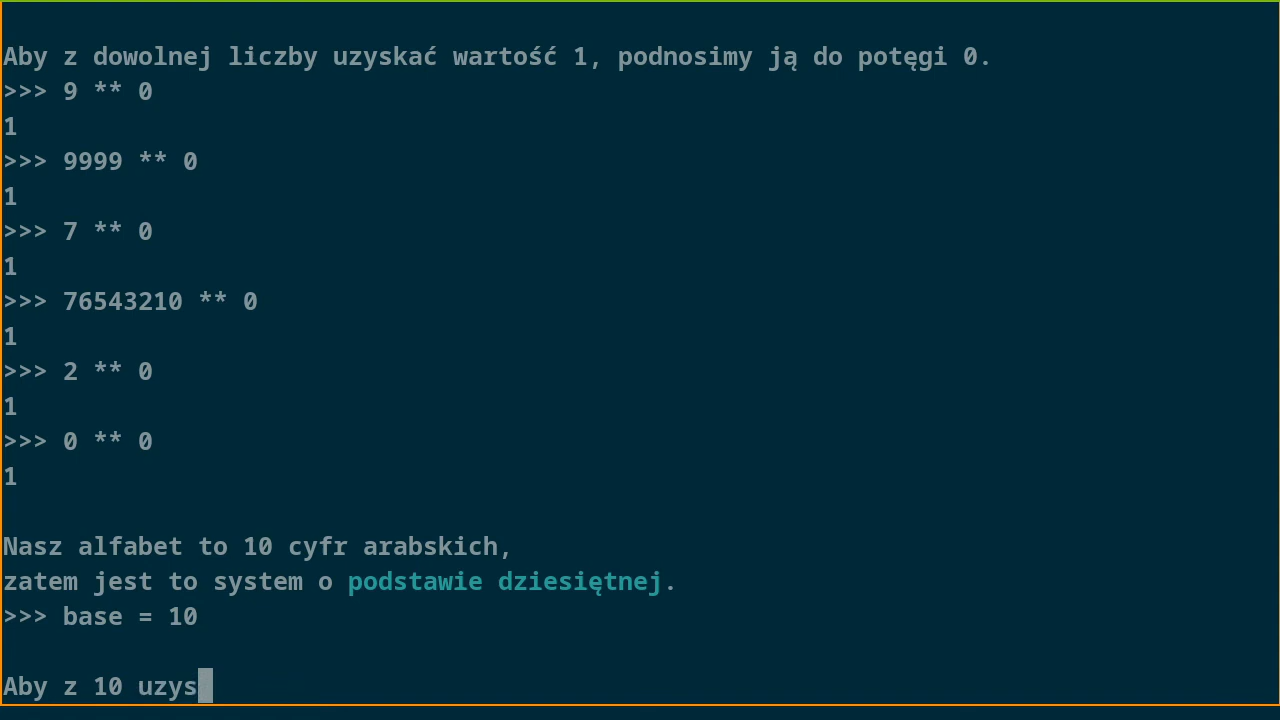 Aby z dowolnej liczby uzyskać wartość 1, podnosimy ją do potęgi 0.
>>> 9 ** 0
1
>>> 9999 ** 0
1
>>> 7 ** 0
1
>>> 76543210 ** 0
1
>>> 2 ** 0
1
>>> 0 ** 0
1
Nasz alfabet to 10 cyfr arabskich,
zatem jest to system o podstawie dziesiętnej.
>>> base = 10
Aby z 10 uzys